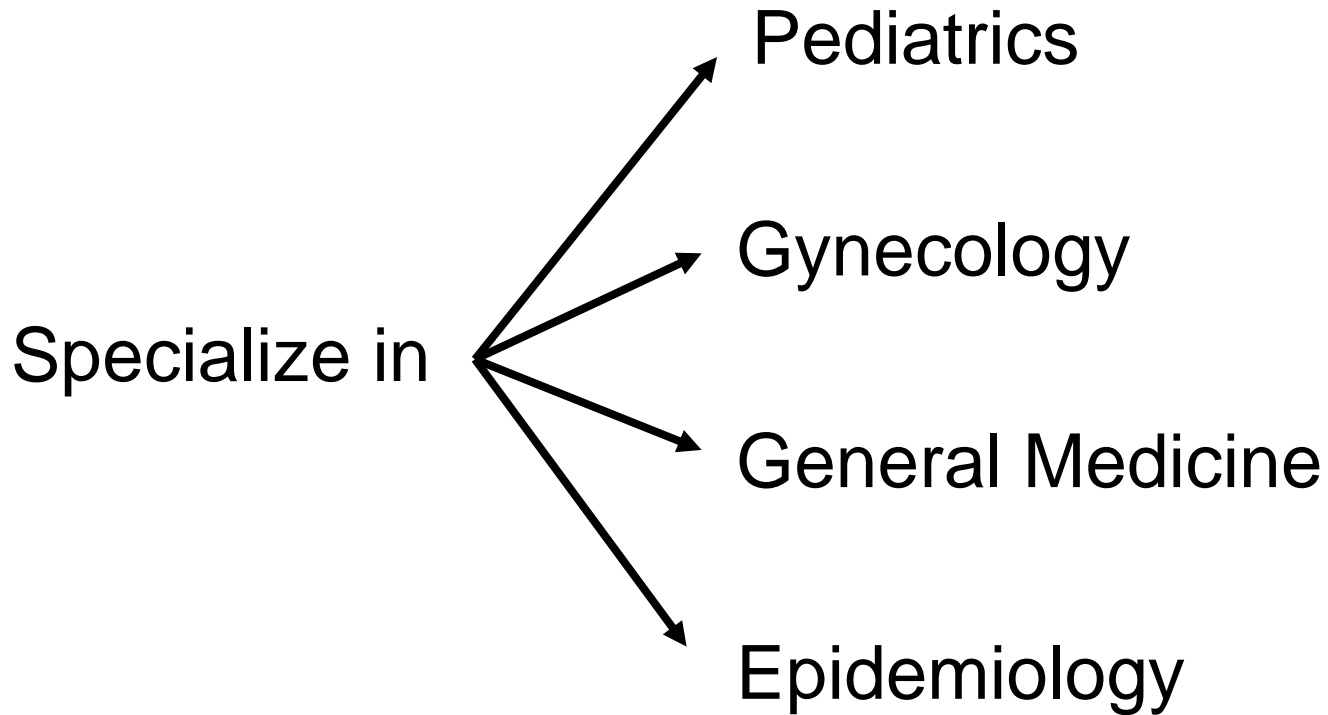 Pediatrics
Gynecology
Specialize in
General Medicine
Epidemiology